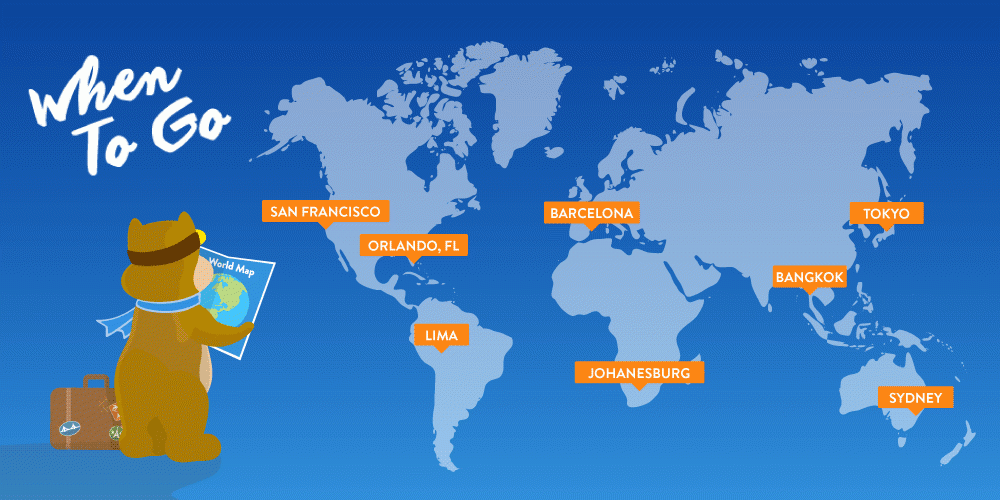 When
To Go
SAN FRANCISCO
BARCELONA
TOKYO
ORLANDO, FL
World Map
BANGKOK
LIMA
JOHANESBURG
SYDNEY